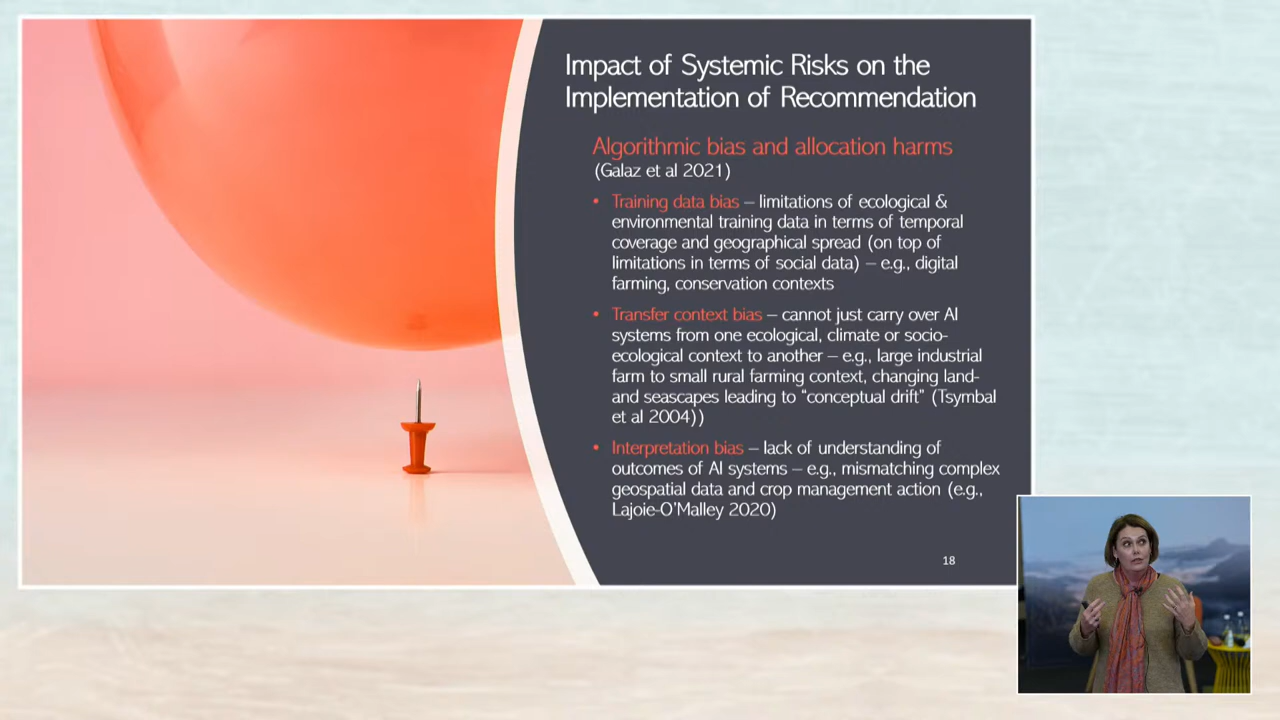 Impact of Systemic Risks on the
Implementation of Recommendation
Algorithmic bias and allocation harms
(Galaz et al 2021)
• Training data bias – limitations of ecological &
environmental training data in terms of temporal
coverage and geographical spread (on top of
limitations in terms of social data) – e.g., digital
farming, conservation contexts
• Transfer context bias – cannot just carry over AI
systems from one ecological, climate or socio-
ecological context to another – e.g., large industrial
farm to small rural farming context, changing land-
and seascapes leading to “conceptual drift” (Tsymbal
et al 2004))
• Interpretation bias – lack of understanding of
outcomes of AI systems – e.g., mismatching complex
geospatial data and crop management action (e.g.,
Lajoie-O’Malley 2020)
18